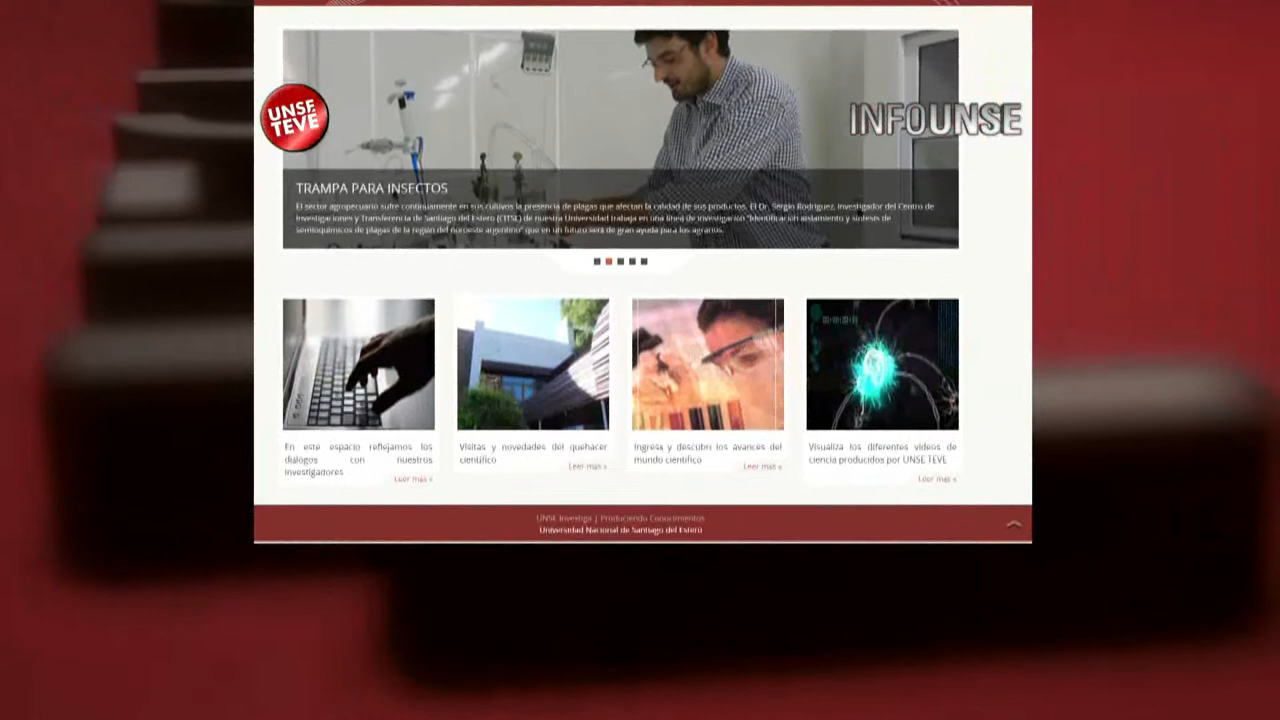 UNSE
TEVE
INFOUNSE
TRAMPA PARA INSECTOS
El sector agropecuario sufre continuamente en sus cultivos la presencia de plagas que afectan la calidad de sus productos. El Dr. Sergio Rodriguez, investigador del Centro de
Investigaciones y Transferencia de Santiago del Estero (CITSE) de nuestra Universidad trabaja en una línea de investigación "Identificación aislamiento y síntesis de
semioquímicos de plagas de la región del noroeste argentino" que en un futuro será de gran ayuda para los agrarios.
En este espacio reflejamos los
diálogos con nuestros
investigadores
Leer más »
Visitas y novedades del quehacer
científico
Leer más »
Ingresa y descubrí los avances del
mundo científico
Leer más »
Visualiza los diferentes videos de
ciencia producidos por UNSE TEVE
Leer más »
UNSE Investiga | Produciendo Conocimientos
Universidad Nacional de Santiago del Estero